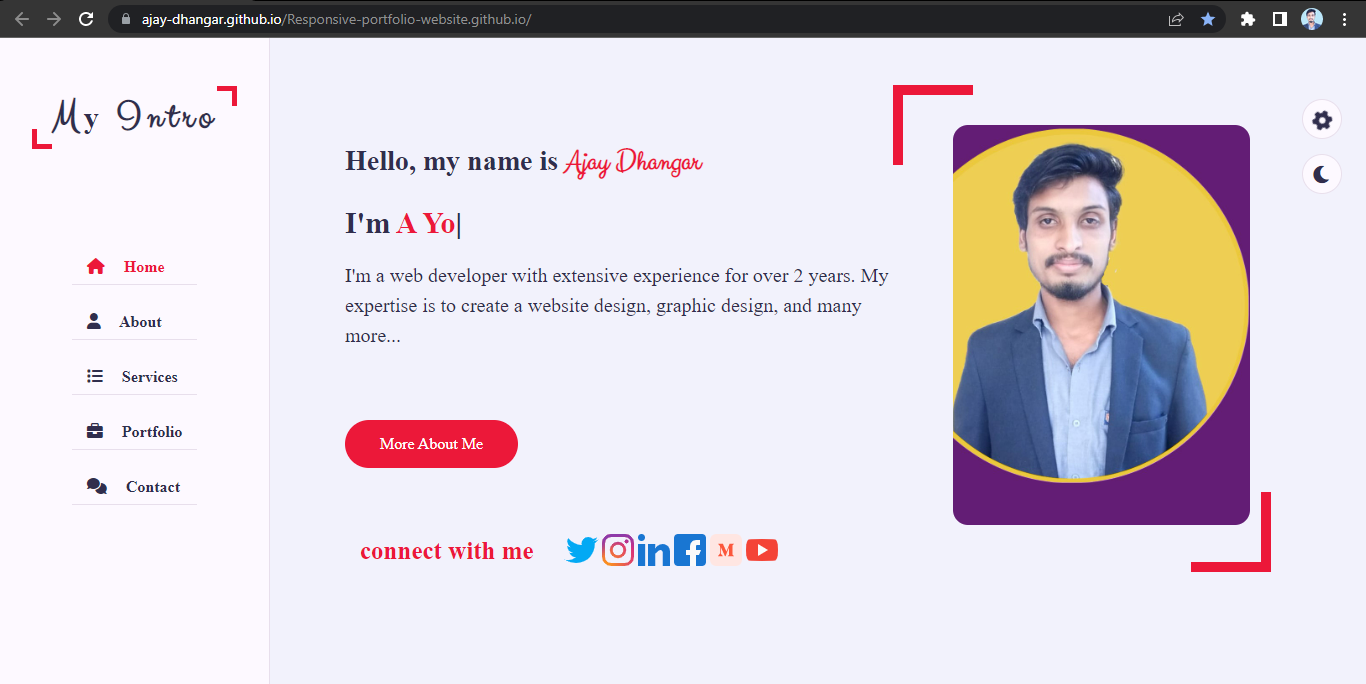 ajay-dhangar.github.io/Responsive-portfolio-website.github.io/
My Intro
Home
About
Services
Portfolio
Contact
Hello, my name is Ajay Dhangar
I'm A Yo|
I'm a web developer with extensive experience for over 2 years. My
expertise is to create a website design, graphic design, and many
more...
More About Me
connect with me
in
f
M